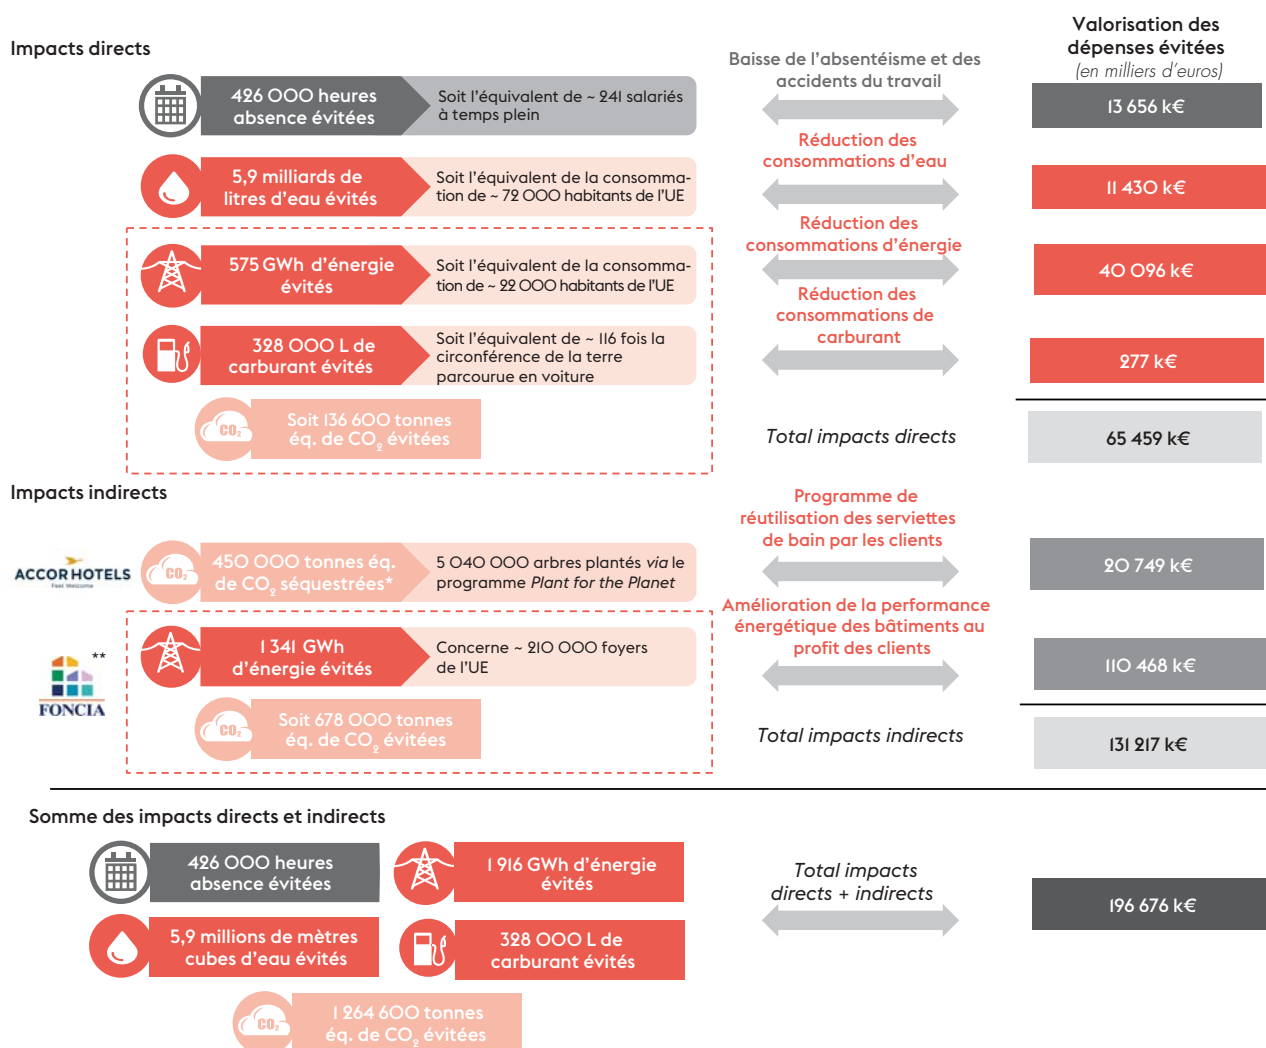 Impacts directs
Valorisation des
dépenses évitées
(en milliers d'euros)
426 000 heures
absence évitées
Soit l'équivalent de ~ 241 salariés
à temps plein
Baisse de l'absentéisme et des
accidents du travail
13 656 k€
5,9 milliards de
litres d'eau évités
Soit l'équivalent de la consomma-
tion de ~ 72 000 habitants de l'UE
Réduction des
consommations d'eau
11 430 k€
575 GWh d'énergie
évités
Soit l'équivalent de la consomma-
tion de ~ 22 000 habitants de l'UE
Réduction des
consommations d'énergie
40 096 k€
328 000 L de
carburant évités
Soit l'équivalent de ~ 116 fois la
circonférence de la terre
parcourue en voiture
Réduction des
consommations de
carburant
277 k€
CO₂
Soit 136 600 tonnes
éq. de CO₂ évitées
Total impacts directs
65 459 k€
Impacts indirects
ACCORHOTELS
Feel Welcome
CO₂
450 000 tonnes éq.
de CO₂ séquestrées*
5 040 000 arbres plantés via le
programme Plant for the Planet
Programme de
réutilisation des serviettes
de bain par les clients
20 749 k€
**
FONCIA
1 341 GWh
d'énergie évités
Concerne ~ 210 000 foyers
de l'UE
Amélioration de la performance
énergétique des bâtiments au
profit des clients
110 468 k€
CO₂
Soit 678 000 tonnes
éq. de CO₂ évitées
Total impacts indirects
131 217 k€
Somme des impacts directs et indirects
426 000 heures
absence évitées
1 916 GWh d'énergie
évités
5,9 millions de mètres
cubes d'eau évités
328 000 L de
carburant évités
CO₂
1 264 600 tonnes
éq. de CO₂ évitées
Total impacts
directs + indirects
196 676 k€